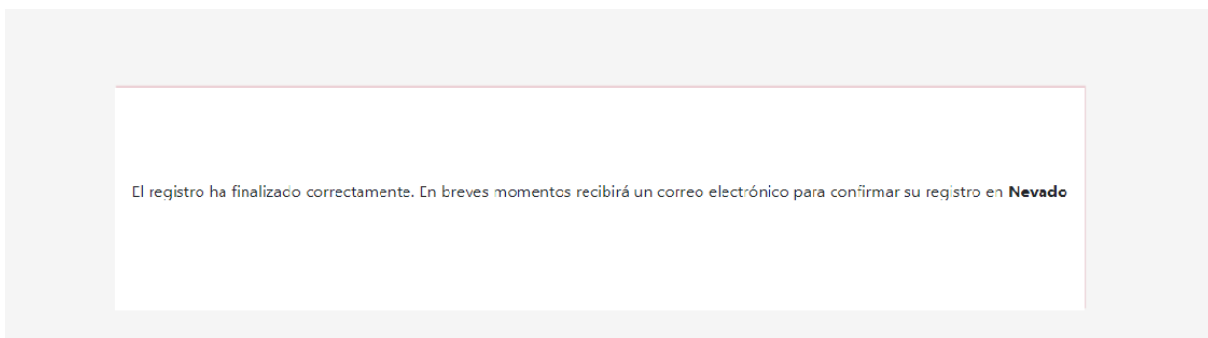 El registro ha finalizado correctamente. En breves momentos recibirá un correo electrónico para confirmar su registro en Nevado